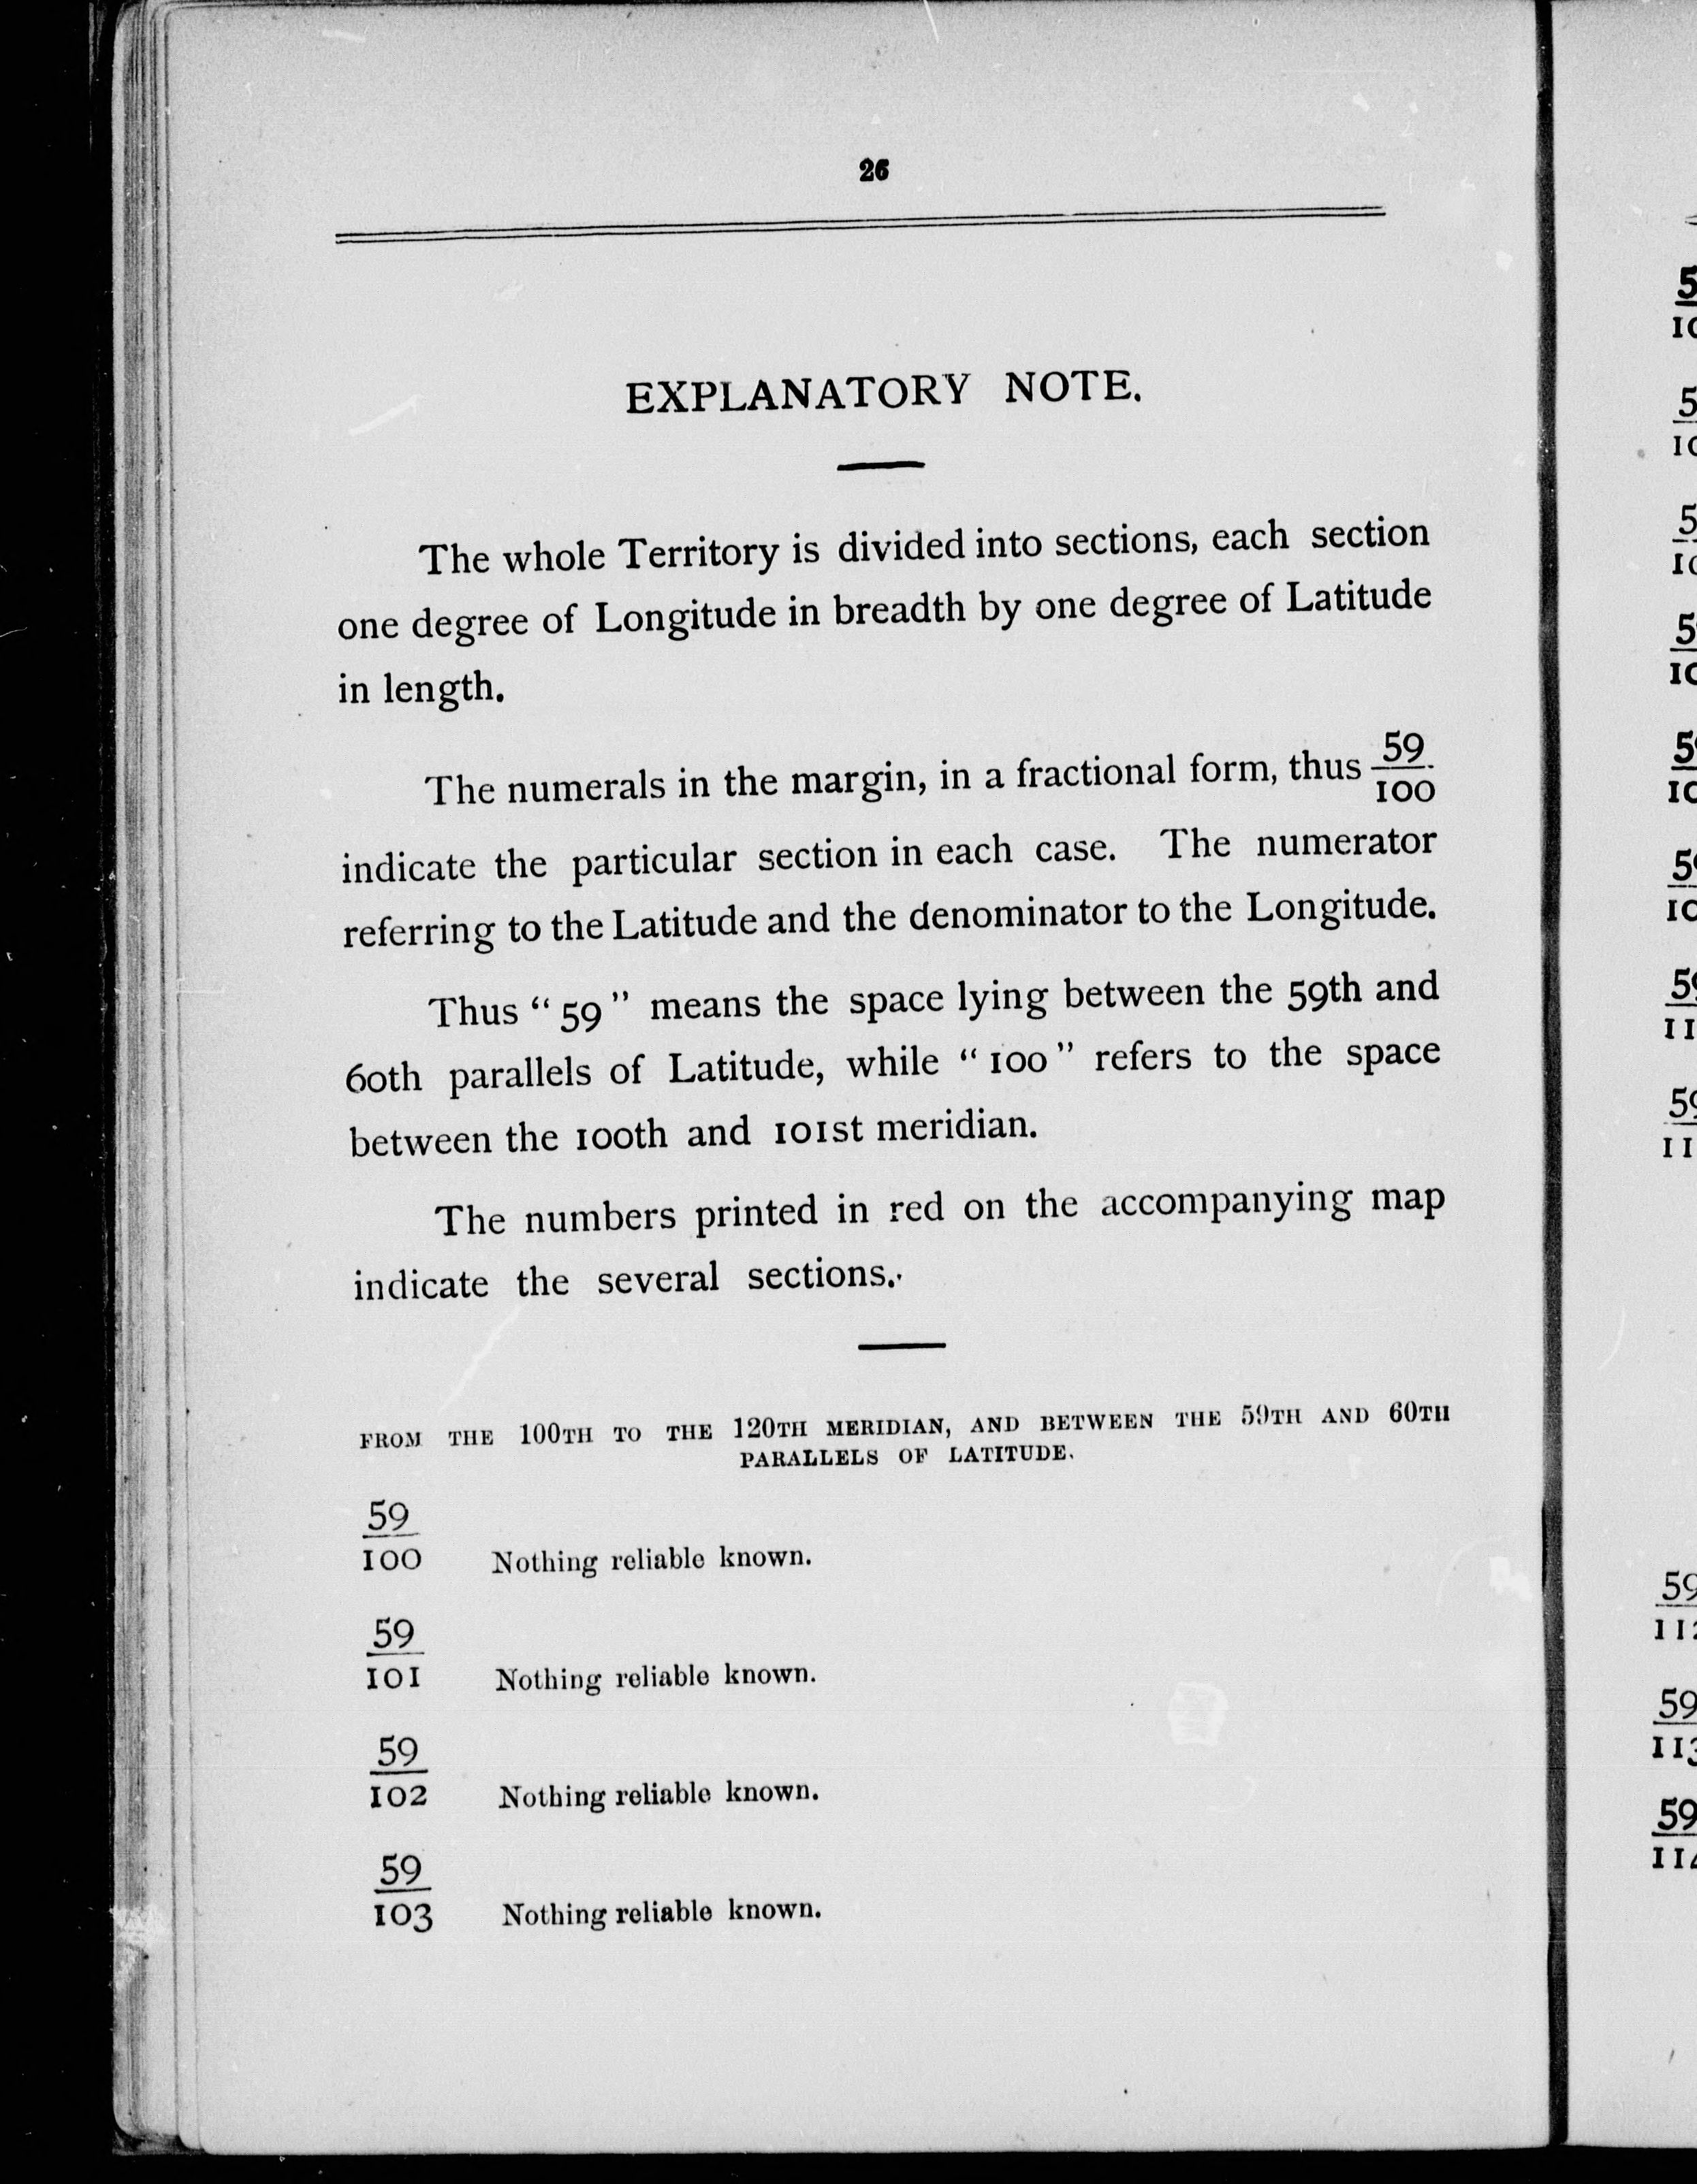 26
EXPLANATORY NOTE.
The whole Territory is divided into sections, each section
one degree of Longitude in breadth by one degree of Latitude
in length.
The numerals in the margin, in a fractional form, thus 59/100
indicate the particular section in each case. The numerator
referring to the Latitude and the denominator to the Longitude.
Thus “ 59 ” means the space lying between the 59th and
60th parallels of Latitude, while “ 100 ” refers to the space
between the 100th and 101st meridian.
The numbers printed in red on the accompanying map
indicate the several sections.
FROM THE 100TH TO THE 120TH MERIDIAN, AND BETWEEN THE 59TH AND 60TH
PARALLELS OF LATITUDE.
59
100 Nothing reliable known.
59
101 Nothing reliable known.
59
102 Nothing reliable known.
59
103 Nothing reliable known.
59
113
59